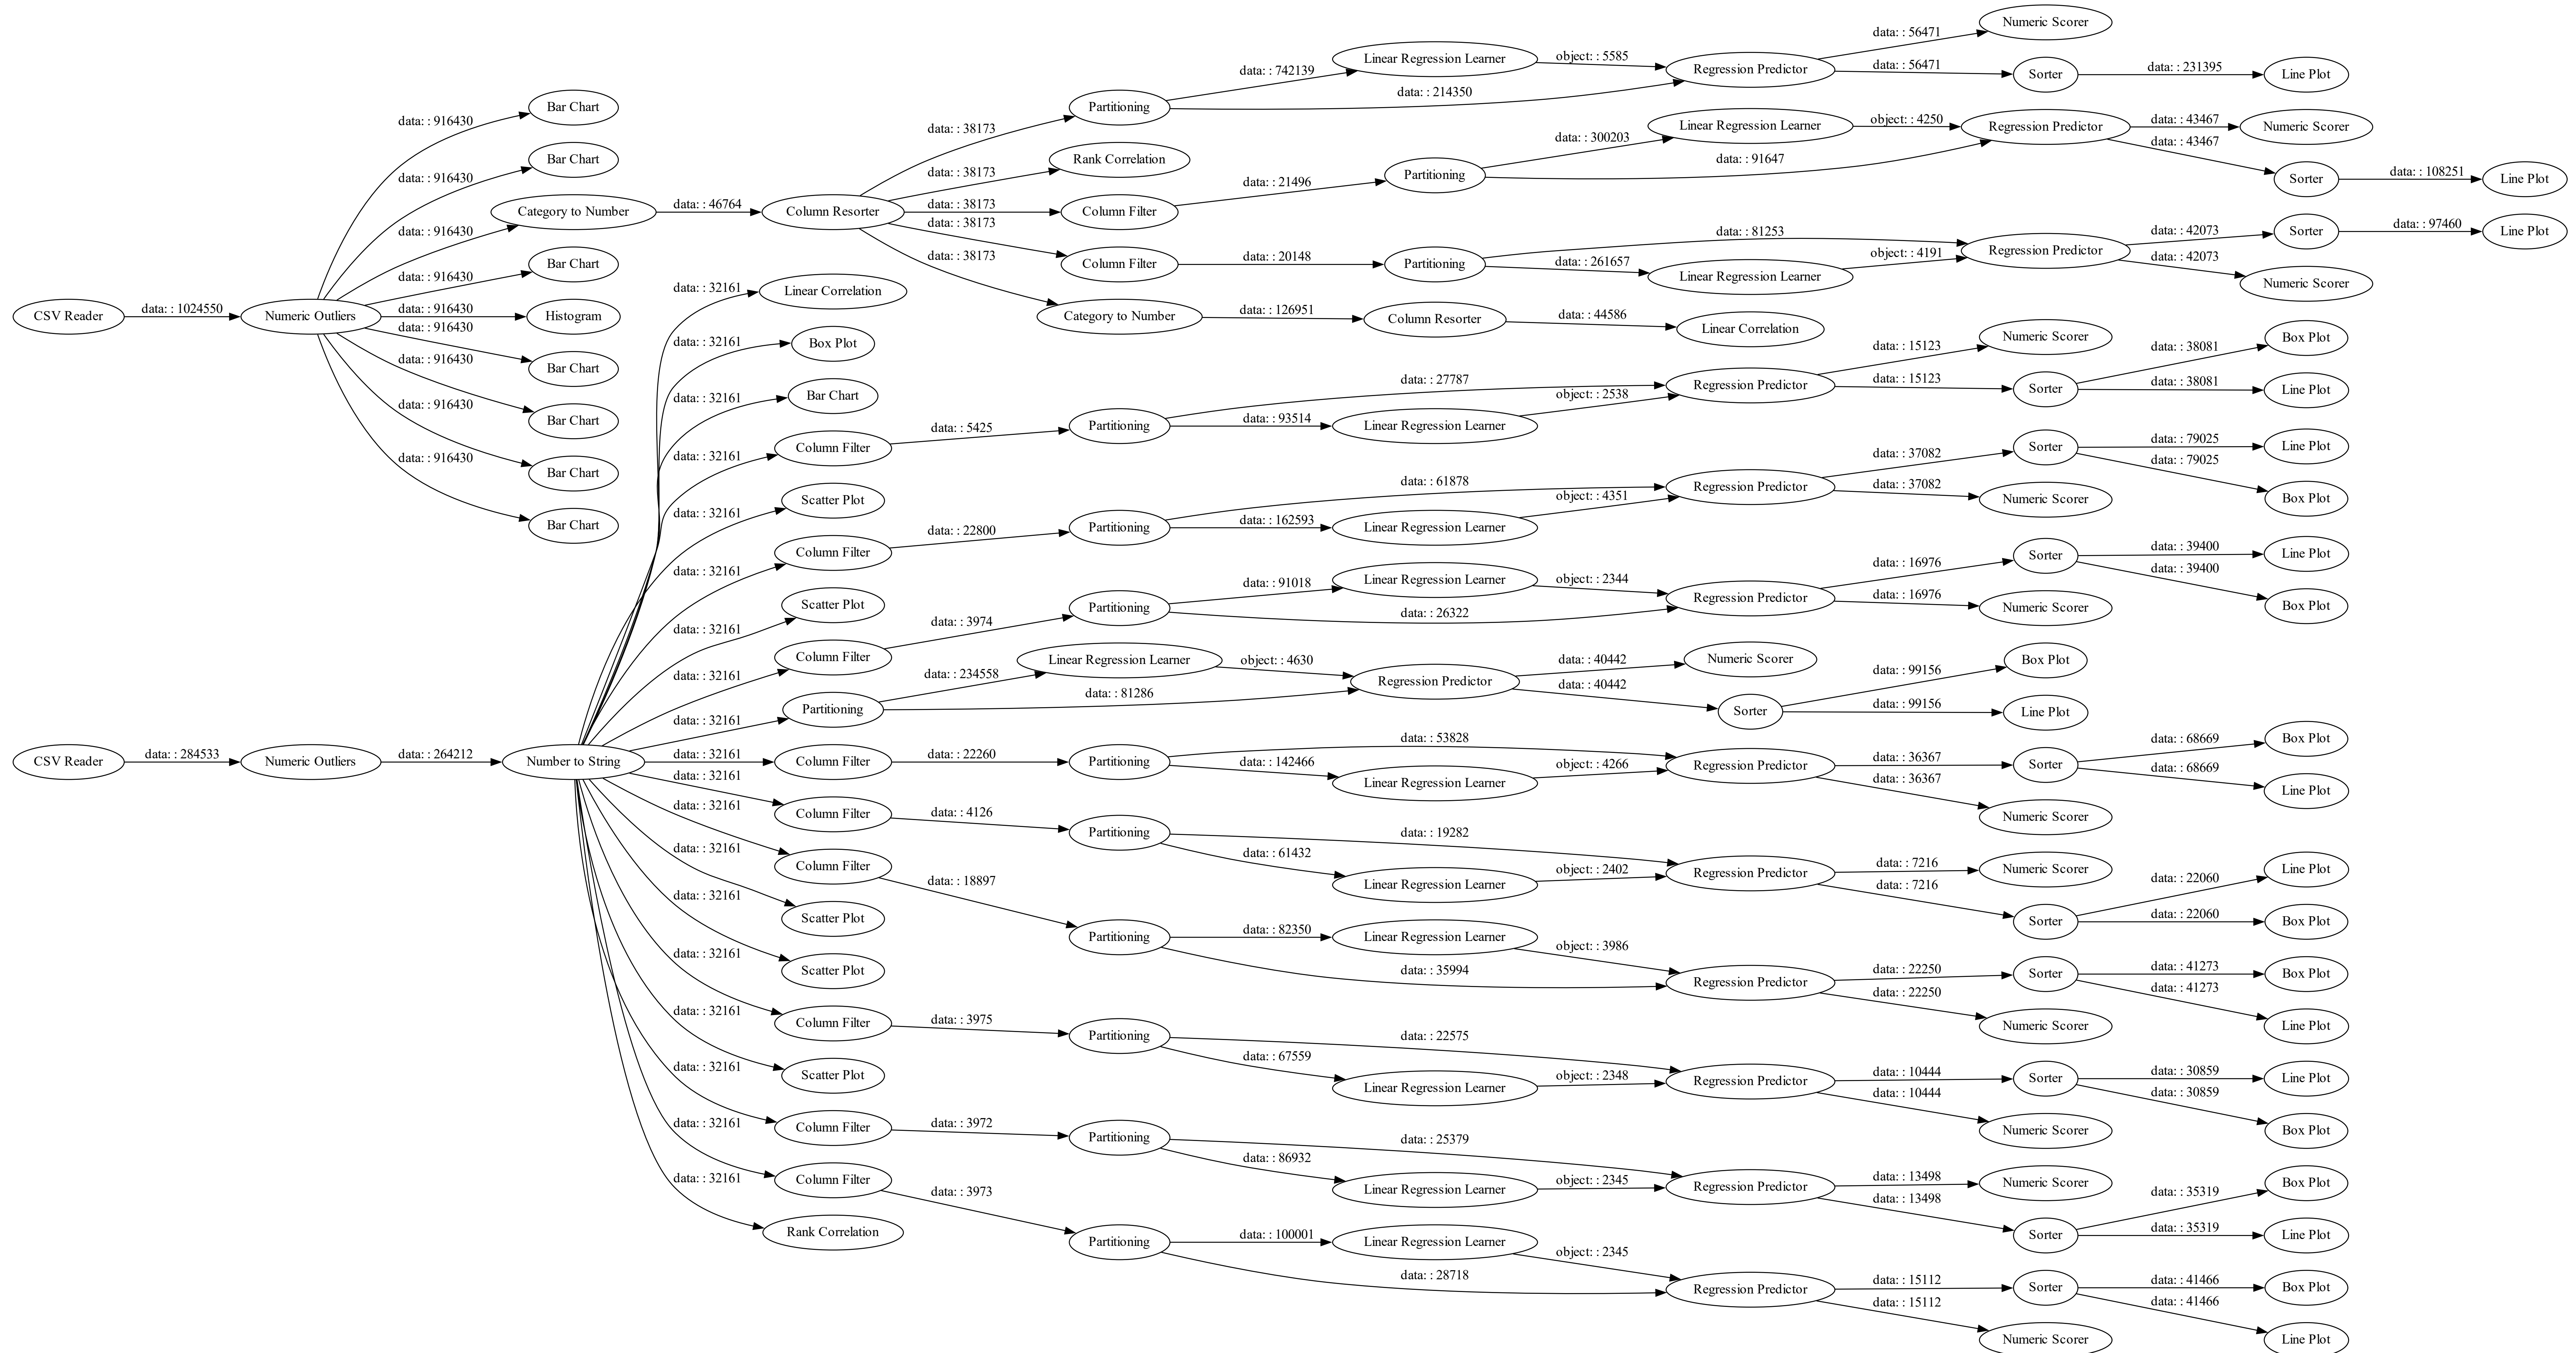 CSV Reader
data: : 1024550
Numeric Outliers
data: : 916430
Bar Chart
data: : 916430
Bar Chart
data: : 916430
Category to Number
data: : 916430
Bar Chart
data: : 916430
Histogram
data: : 916430
Bar Chart
data: : 916430
Bar Chart
data: : 916430
Bar Chart
data: : 916430
Bar Chart
data: : 46764
Column Resorter
data: : 38173
Partitioning
data: : 742139
Linear Regression Learner
object: : 5585
data: : 214350
Regression Predictor
data: : 56471
Numeric Scorer
data: : 56471
Sorter
data: : 231395
Line Plot
data: : 38173
Rank Correlation
data: : 38173
Column Filter
data: : 21496
Partitioning
data: : 300203
Linear Regression Learner
object: : 4250
data: : 91647
Regression Predictor
data: : 43467
Numeric Scorer
data: : 43467
Sorter
data: : 108251
Line Plot
data: : 38173
Column Filter
data: : 20148
Partitioning
data: : 81253
data: : 261657
Linear Regression Learner
object: : 4191
Regression Predictor
data: : 42073
Sorter
data: : 97460
Line Plot
data: : 42073
Numeric Scorer
data: : 38173
Category to Number
data: : 126951
Column Resorter
data: : 44586
Linear Correlation
CSV Reader
data: : 284533
Numeric Outliers
data: : 264212
Number to String
data: : 32161
Linear Correlation
data: : 32161
Box Plot
data: : 32161
Bar Chart
data: : 32161
Column Filter
data: : 5425
Partitioning
data: : 27787
data: : 93514
Linear Regression Learner
object: : 2538
Regression Predictor
data: : 15123
Numeric Scorer
data: : 15123
Sorter
data: : 38081
Box Plot
data: : 38081
Line Plot
data: : 32161
Scatter Plot
data: : 32161
Column Filter
data: : 22800
Partitioning
data: : 61878
data: : 162593
Linear Regression Learner
object: : 4351
Regression Predictor
data: : 37082
Sorter
data: : 79025
Line Plot
data: : 79025
Box Plot
data: : 37082
Numeric Scorer
data: : 32161
Scatter Plot
data: : 32161
Column Filter
data: : 3974
Partitioning
data: : 91018
Linear Regression Learner
object: : 2344
data: : 26322
Regression Predictor
data: : 16976
Sorter
data: : 39400
Line Plot
data: : 39400
Box Plot
data: : 16976
Numeric Scorer
data: : 32161
Partitioning
data: : 234558
Linear Regression Learner
object: : 4630
data: : 81286
Regression Predictor
data: : 40442
Numeric Scorer
data: : 40442
Sorter
data: : 99156
Box Plot
data: : 99156
Line Plot
data: : 32161
Column Filter
data: : 22260
Partitioning
data: : 53828
data: : 142466
Linear Regression Learner
object: : 4266
Regression Predictor
data: : 36367
Sorter
data: : 68669
Box Plot
data: : 68669
Line Plot
data: : 36367
Numeric Scorer
data: : 32161
Column Filter
data: : 4126
Partitioning
data: : 19282
data: : 61432
Linear Regression Learner
object: : 2402
Regression Predictor
data: : 7216
Numeric Scorer
data: : 7216
Sorter
data: : 22060
Line Plot
data: : 22060
Box Plot
data: : 32161
Column Filter
data: : 18897
Partitioning
data: : 82350
Linear Regression Learner
object: : 3986
data: : 35994
Regression Predictor
data: : 22250
Sorter
data: : 41273
Box Plot
data: : 41273
Line Plot
data: : 22250
Numeric Scorer
data: : 32161
Scatter Plot
data: : 32161
Scatter Plot
data: : 32161
Column Filter
data: : 3975
Partitioning
data: : 22575
data: : 67559
Linear Regression Learner
object: : 2348
Regression Predictor
data: : 10444
Sorter
data: : 30859
Line Plot
data: : 30859
Box Plot
data: : 10444
Numeric Scorer
data: : 32161
Scatter Plot
data: : 32161
Column Filter
data: : 3972
Partitioning
data: : 25379
data: : 86932
Linear Regression Learner
object: : 2345
Regression Predictor
data: : 13498
Numeric Scorer
data: : 13498
Sorter
data: : 35319
Box Plot
data: : 35319
Line Plot
data: : 32161
Column Filter
data: : 3973
Partitioning
data: : 100001
Linear Regression Learner
object: : 2345
data: : 28718
Regression Predictor
data: : 15112
Sorter
data: : 41466
Box Plot
data: : 41466
Line Plot
data: : 15112
Numeric Scorer
data: : 32161
Rank Correlation